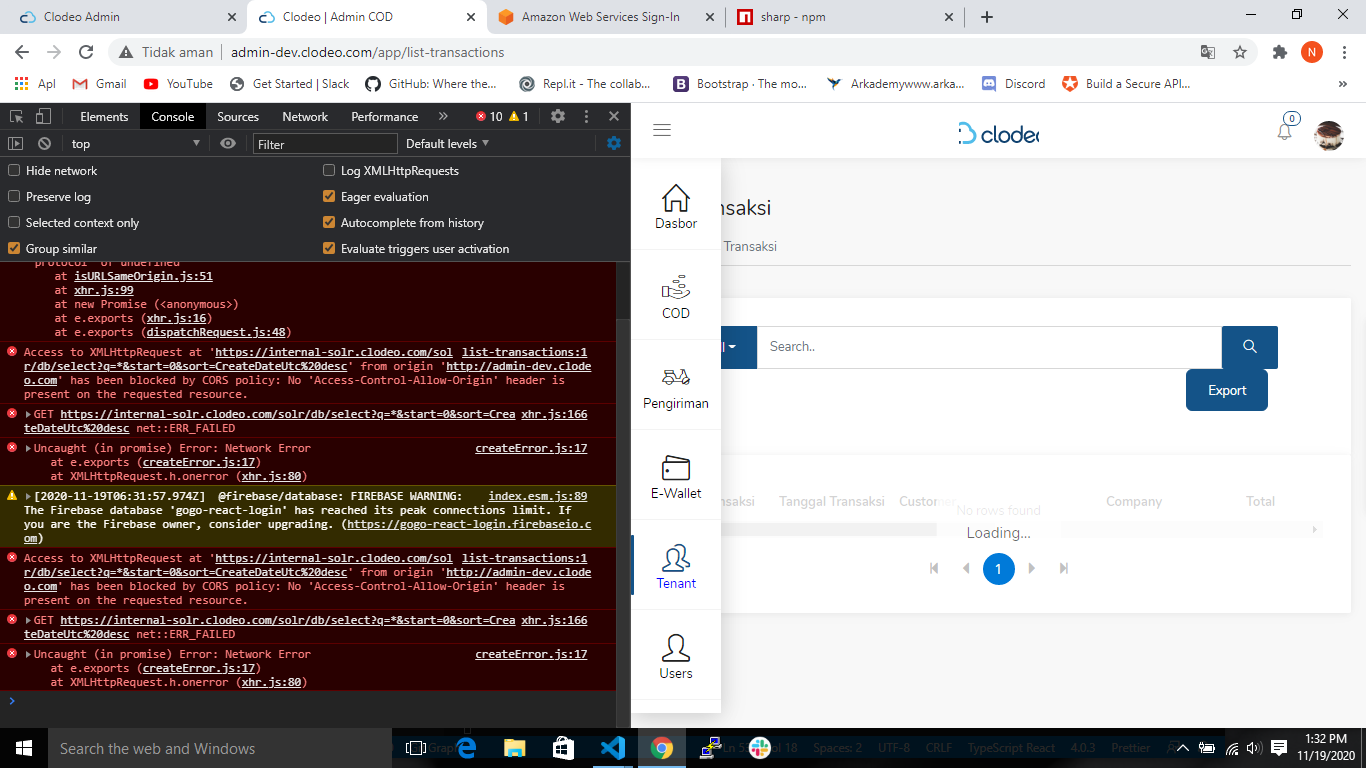 Clodeo Admin
Clodeo | Admin COD
Amazon Web Services Sign-In
sharp - npm
Tidak aman
admin-dev.clodeo.com/app/list-transactions
N
Apl
Gmail
YouTube
Get Started | Slack
GitHub: Where the...
Repl.it - The collab...
Bootstrap · The mo...
Arkademywww.arka...
Discord
Build a Secure API...
»
Elements
Console
Sources
Network
Performance
»
10
1
top
Filter
Default levels
Hide network
Log XMLHttpRequests
Preserve log
Eager evaluation
Selected context only
Autocomplete from history
Group similar
Evaluate triggers user activation
protocol' of undefined
at isURLSameOrigin.js:51
at xhr.js:99
at new Promise (<anonymous>)
at e.exports (xhr.js:16)
at e.exports (dispatchRequest.js:48)
Access to XMLHttpRequest at 'https://internal-solr.clodeo.com/sol list-transactions:1
r/db/select?q=*&start=0&sort=CreateDateUtc%20desc' from origin 'http://admin-dev.clode
o.com' has been blocked by CORS policy: No 'Access-Control-Allow-Origin' header is
present on the requested resource.
GET https://internal-solr.clodeo.com/solr/db/select?q=*&start=0&sort=Crea xhr.js:166
teDateUtc%20desc net::ERR_FAILED
Uncaught (in promise) Error: Network Error createError.js:17
at e.exports (createError.js:17)
at XMLHttpRequest.h.onerror (xhr.js:80)
[2020-11-19T06:31:57.974Z] @firebase/database: FIREBASE WARNING: index.esm.js:89
The Firebase database 'gogo-react-login' has reached its peak connections limit. If
you are the Firebase owner, consider upgrading. (https://gogo-react-login.firebaseio.c
om)
Access to XMLHttpRequest at 'https://internal-solr.clodeo.com/sol list-transactions:1
r/db/select?q=*&start=0&sort=CreateDateUtc%20desc' from origin 'http://admin-dev.clode
o.com' has been blocked by CORS policy: No 'Access-Control-Allow-Origin' header is
present on the requested resource.
GET https://internal-solr.clodeo.com/solr/db/select?q=*&start=0&sort=Crea xhr.js:166
teDateUtc%20desc net::ERR_FAILED
Uncaught (in promise) Error: Network Error createError.js:17
at e.exports (createError.js:17)
at XMLHttpRequest.h.onerror (xhr.js:80)
clodeo
0
Dasbor
COD
Pengiriman
E-Wallet
Tenant
Users
nsaksi
Transaksi
l
Search..
Export
nsaksi
Tanggal Transaksi
Customer
Company
Total
No rows found
Loading...
1
Search the web and Windows
Spaces: 2
UTF-8
CRLF
TypeScript React
4.0.3
Prettier
1:32 PM
11/19/2020